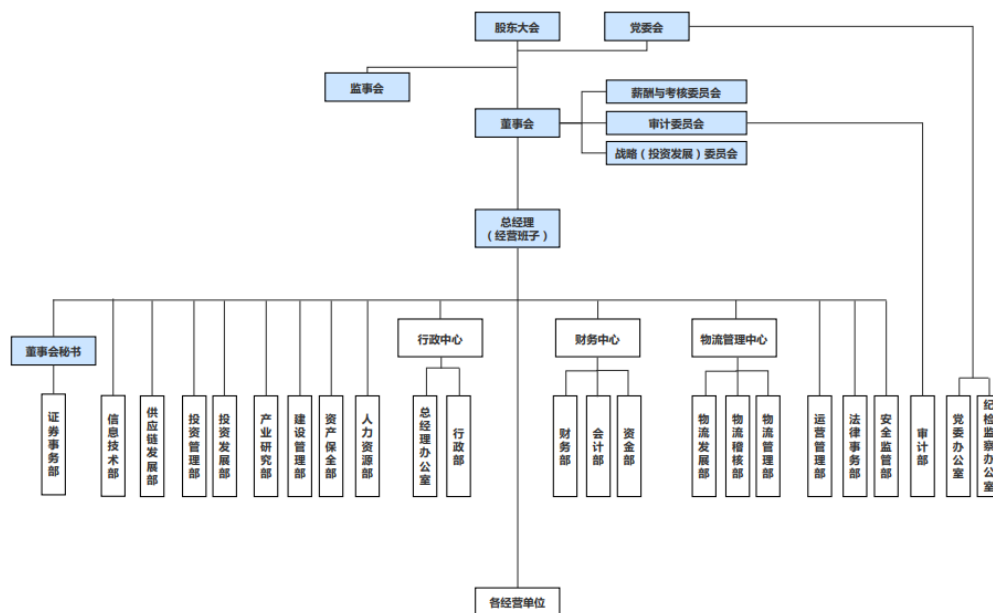 股东大会
党委会
监事会
薪酬与考核委员会
董事会
审计委员会
战略（投资发展）委员会
总经理
（经营班子）
董事会秘书
行政中心
财务中心
物流管理中心
证券事务部
信息技术部
供应链发展部
投资管理部
投资发展部
产业研究部
建设管理部
资产保全部
人力资源部
总经理办公室
行政部
财务部
会计部
资金部
物流发展部
物流稽核部
物流管理部
运营管理部
法律事务部
安全监管部
审计部
党委办公室
纪检监察办公室
各经营单位